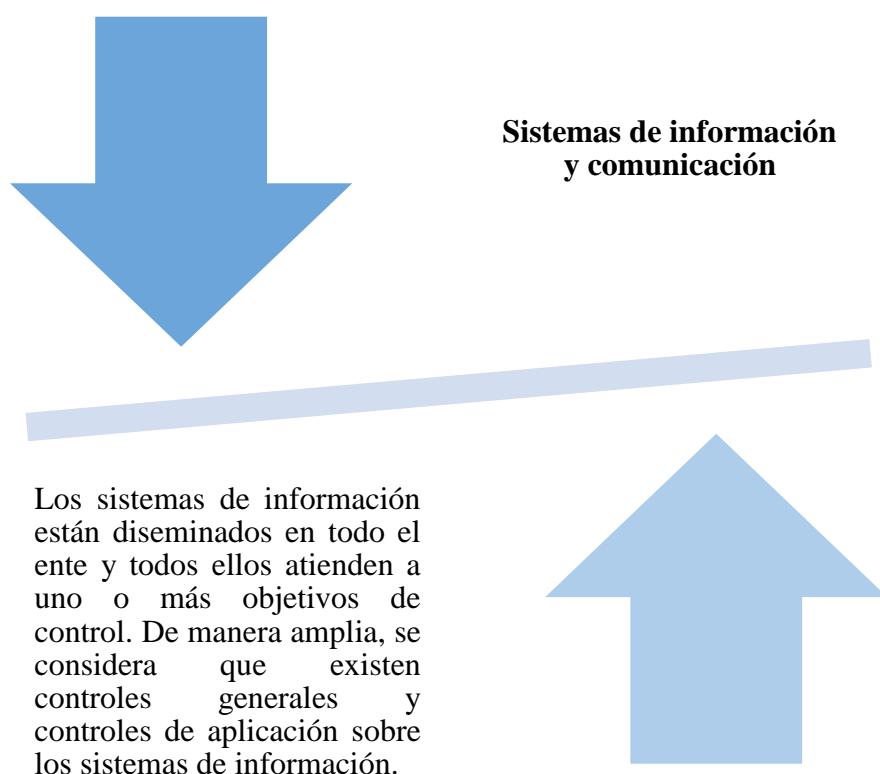 Sistemas de información
y comunicación
Los sistemas de información
están diseminados en todo el
ente y todos ellos atienden a
uno o más objetivos de
control. De manera amplia, se
considera que existen
controles generales y
controles de aplicación sobre
los sistemas de información.